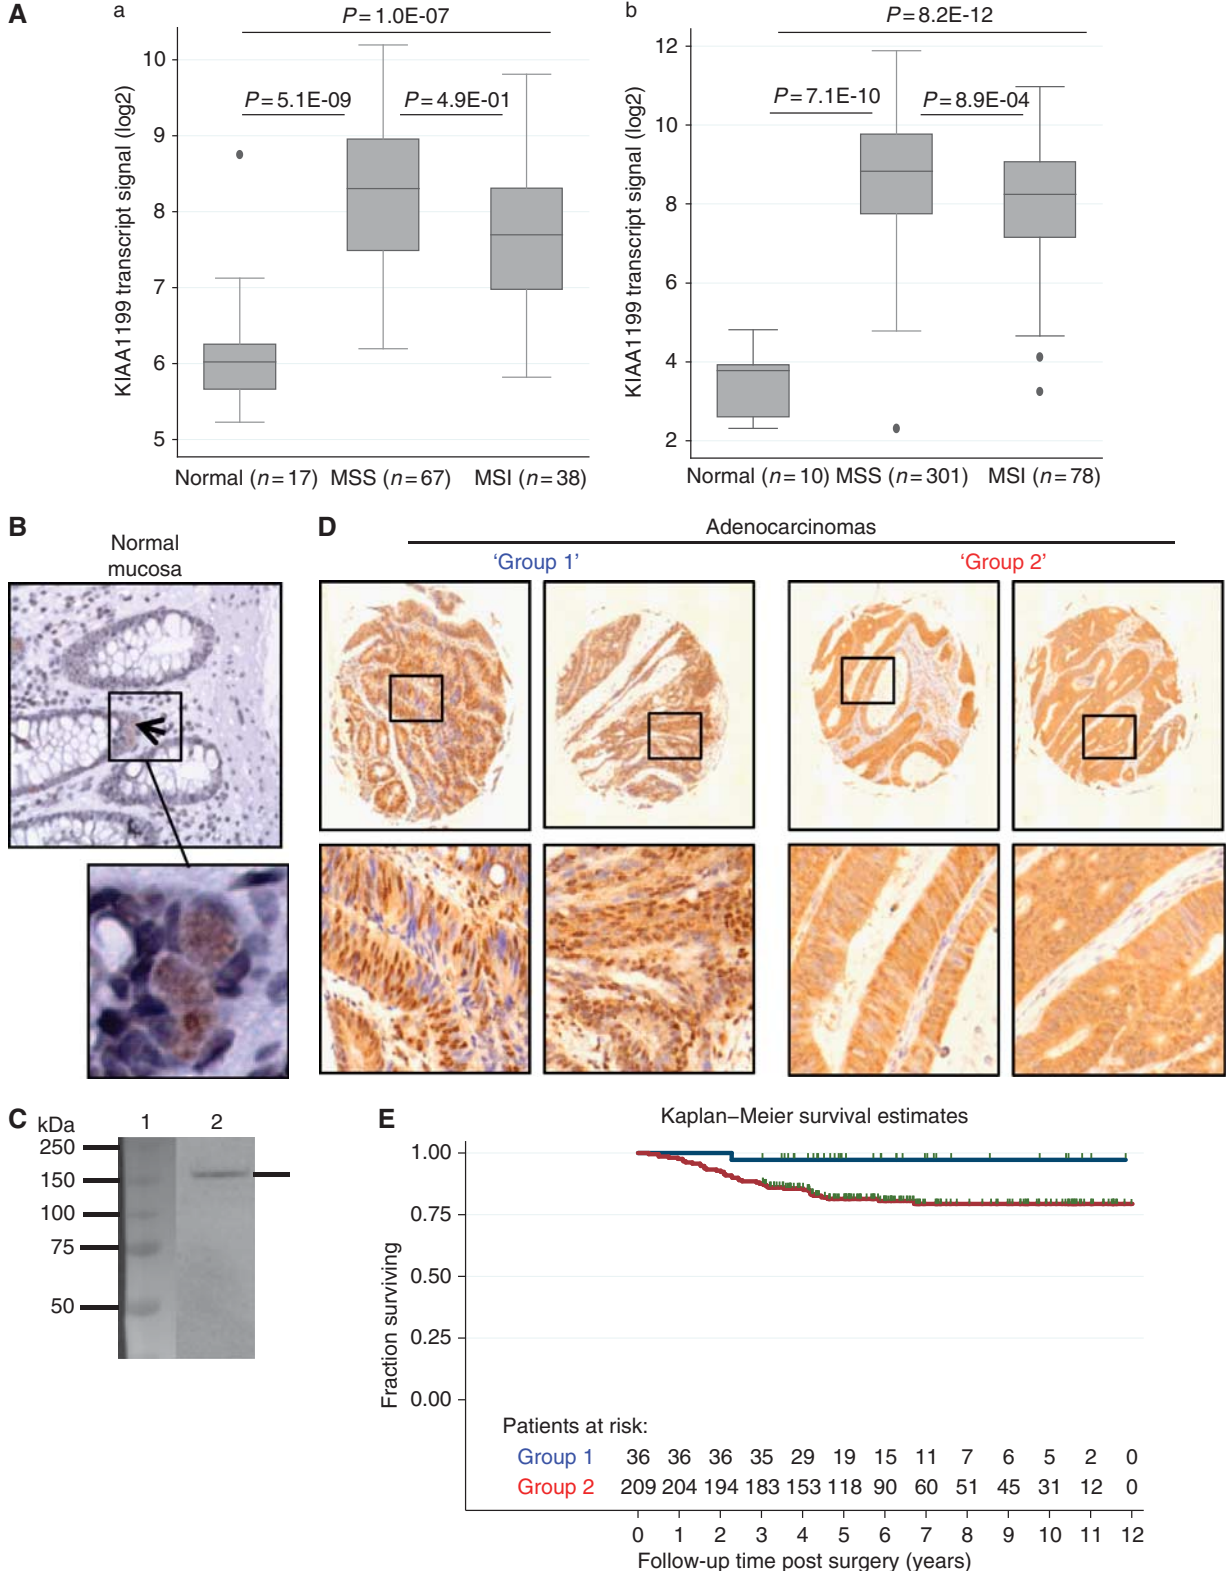 A
a
P = 1.0E-07
P = 5.1E-09
P = 4.9E-01
KIAA1199 transcript signal (log2)
10
9
8
7
6
5
Normal (n = 17) MSS (n = 67) MSI (n = 38)
b
P = 8.2E-12
P = 7.1E-10
P = 8.9E-04
KIAA1199 transcript signal (log2)
12
10
8
6
4
2
Normal (n = 10) MSS (n = 301) MSI (n = 78)
B
Normal
mucosa
D
Adenocarcinomas
‘Group 1’
‘Group 2’
C
kDa
1 2
250
150
100
75
50
E
Kaplan–Meier survival estimates
Fraction surviving
1.00
0.75
0.50
0.25
0.00
Patients at risk:
Group 1 36 36 36 35 29 19 15 11 7 6 5 2 0
Group 2 209 204 194 183 153 118 90 60 51 45 31 12 0
0 1 2 3 4 5 6 7 8 9 10 11 12
Follow-up time post surgery (years)